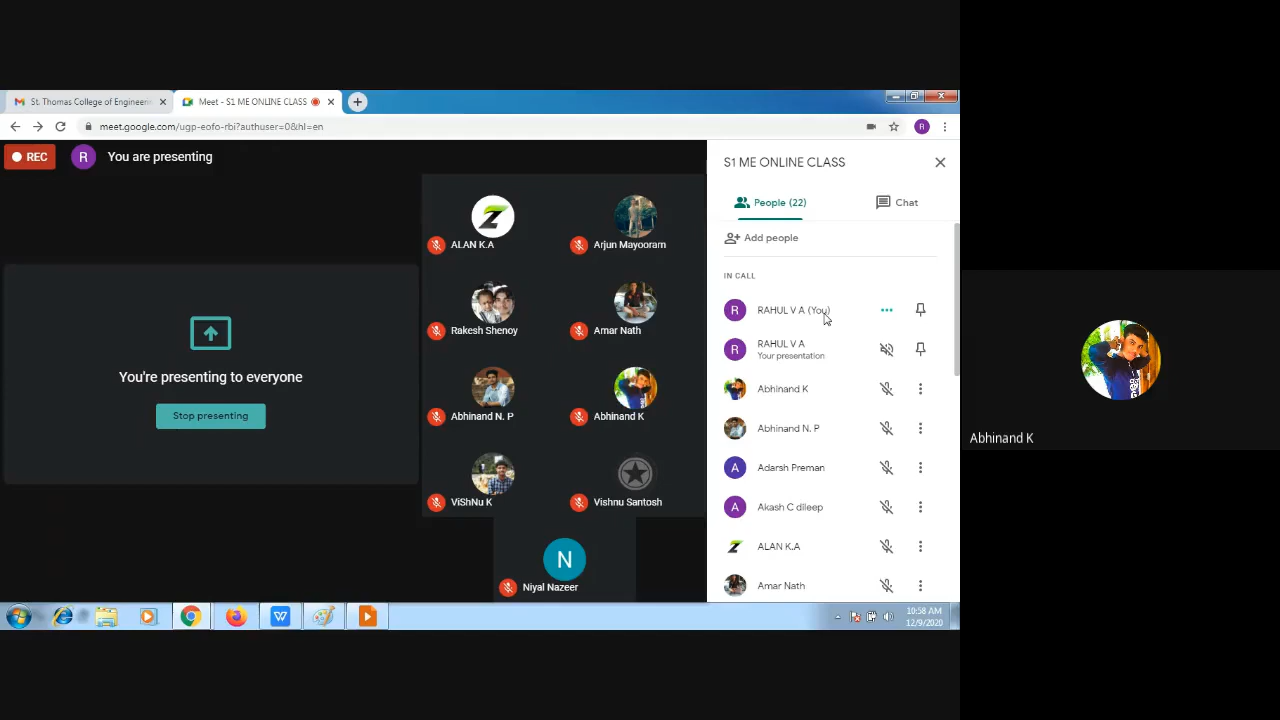 St. Thomas College of Engineerin
Meet - S1 ME ONLINE CLASS
meet.google.com/ugp-eofo-rbi?authuser=0&hl=en
R
REC
R
You are presenting
S1 ME ONLINE CLASS
People (22)
Chat
Add people
IN CALL
Z
ALAN K.A
Arjun Mayooram
Rakesh Shenoy
Amar Nath
Abhinand N. P
Abhinand K
ViShNu K
Vishnu Santosh
N
Niyal Nazeer
You're presenting to everyone
Stop presenting
R
RAHUL V A (You)
R
RAHUL V A
Your presentation
Abhinand K
Abhinand N. P
A
Adarsh Preman
A
Akash C dileep
Z
ALAN K.A
Amar Nath
W
10:58 AM
12/9/2020
Abhinand K